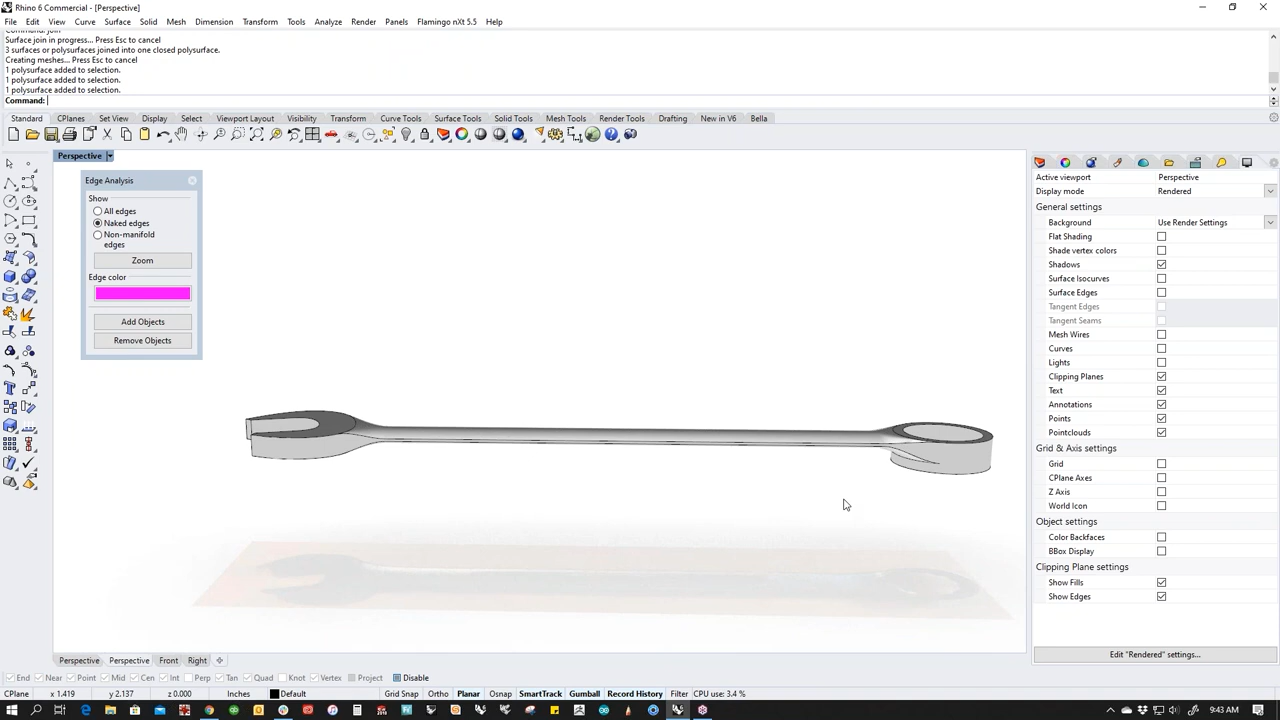 Rhino 6 Commercial - [Perspective]
File Edit View Curve Surface Solid Mesh Dimension Transform Tools Analyze Render Panels Flamingo nXt 5.5 Help
Surface join in progress... Press Esc to cancel
3 surfaces or polysurfaces joined into one closed polysurface.
Creating meshes... Press Esc to cancel
1 polysurface added to selection.
1 polysurface added to selection.
1 polysurface added to selection.
Command:
Standard CPlanes Set View Display Select Viewport Layout Visibility Transform Curve Tools Surface Tools Solid Tools Mesh Tools Render Tools Drafting New in V6 Bella
Perspective
Edge Analysis
Show
All edges
Naked edges
Non-manifold
edges
Zoom
Edge color
Add Objects
Remove Objects
Active viewport Perspective
Display mode Rendered
General settings
Background Use Render Settings
Flat Shading
Shade vertex colors
Shadows
Surface Isocurves
Surface Edges
Tangent Edges
Tangent Seams
Mesh Wires
Curves
Lights
Clipping Planes
Text
Annotations
Points
Pointclouds
Grid & Axis settings
Grid
CPlane Axes
Z Axis
World Icon
Object settings
Color Backfaces
BBox Display
Clipping Plane settings
Show Fills
Show Edges
Edit "Rendered" settings...
Perspective Perspective Front Right
End Near Point Mid Cen Int Perp Tan Quad Knot Vertex Project Disable
CPlane x 1.419 y 2.137 z 0.000 Inches Default Grid Snap Ortho Planar Osnap SmartTrack Gumball Record History Filter CPU use: 3.4 %
9:43 AM